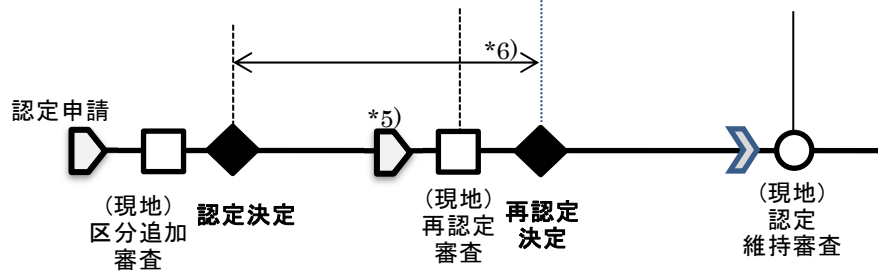 *6)
認定申請
*5)
(現地)
区分追加
審査
認定決定
(現地)
再認定
審査
再認定
決定
(現地)
認定
維持審査